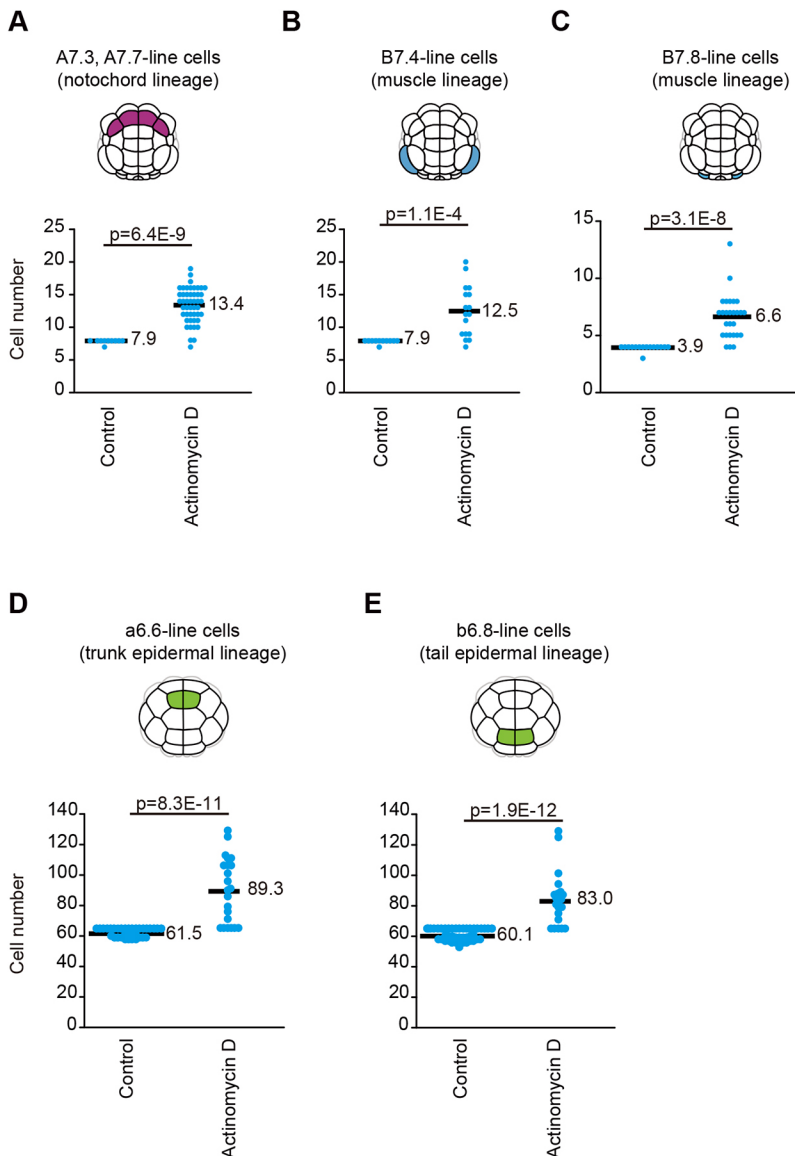 A
A7.3, A7.7-line cells
(notochord lineage)
Cell number
25
20
15
10
5
0
p=6.4E-9
7.9
13.4
Control
Actinomycin D
B
B7.4-line cells
(muscle lineage)
25
20
15
10
5
0
p=1.1E-4
7.9
12.5
Control
Actinomycin D
C
B7.8-line cells
(muscle lineage)
15
10
5
0
p=3.1E-8
3.9
6.6
Control
Actinomycin D
D
a6.6-line cells
(trunk epidermal lineage)
Cell number
140
120
100
80
60
40
20
0
p=8.3E-11
61.5
89.3
Control
Actinomycin D
E
b6.8-line cells
(tail epidermal lineage)
140
120
100
80
60
40
20
0
p=1.9E-12
60.1
83.0
Control
Actinomycin D